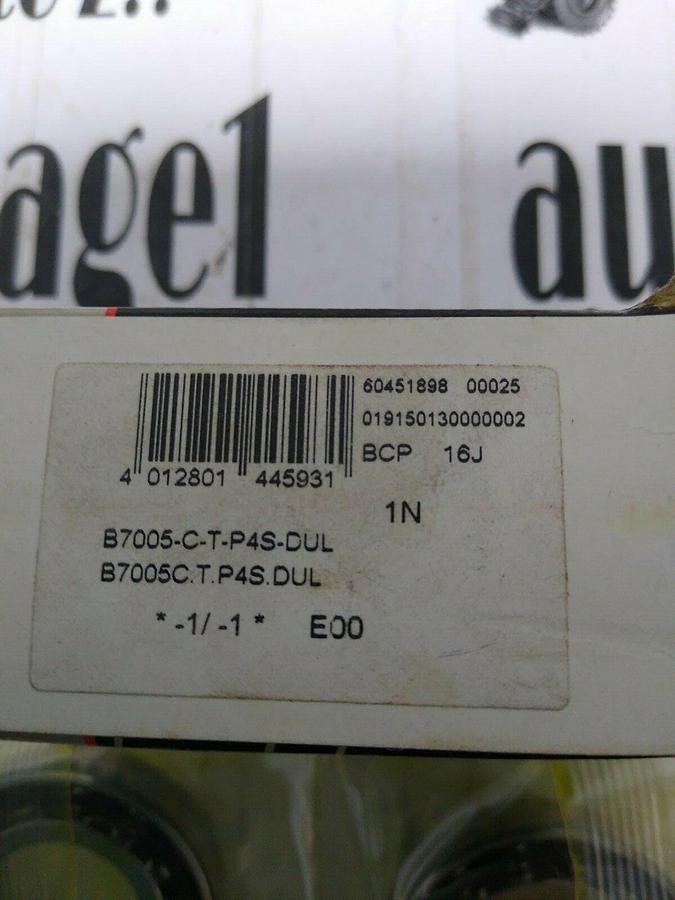 age1 au
60451898 00025
019150130000002
BCP 16J
4 012801 445931
1N
B7005-C-T-P4S-DUL
B7005C.T.P4S.DUL
* -1/ -1 * E00